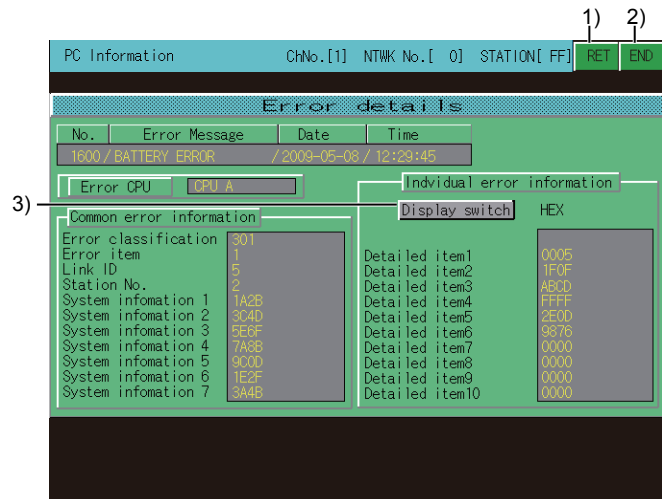 1) 2)
PC Information ChNo.[1] NTWK No.[ 0] STATION[ FF] RET END
Error details
No. Error Message Date Time
1600 / BATTERY ERROR / 2009-05-08 / 12:29:45
Error CPU CPU A
Indvidual error information
3) Display switch HEX
Common error information
Error classification 301
Error item 1
Link ID 5
Station No. 2
System infomation 1 1A2B
System infomation 2 3C4D
System infomation 3 5E6F
System infomation 4 7A8B
System infomation 5 9C0D
System infomation 6 1E2F
System infomation 7 3A4B
Detailed item1 0005
Detailed item2 1F0F
Detailed item3 ABCD
Detailed item4 FFFF
Detailed item5 2E0D
Detailed item6 9876
Detailed item7 0000
Detailed item8 0000
Detailed item9 0000
Detailed item10 0000